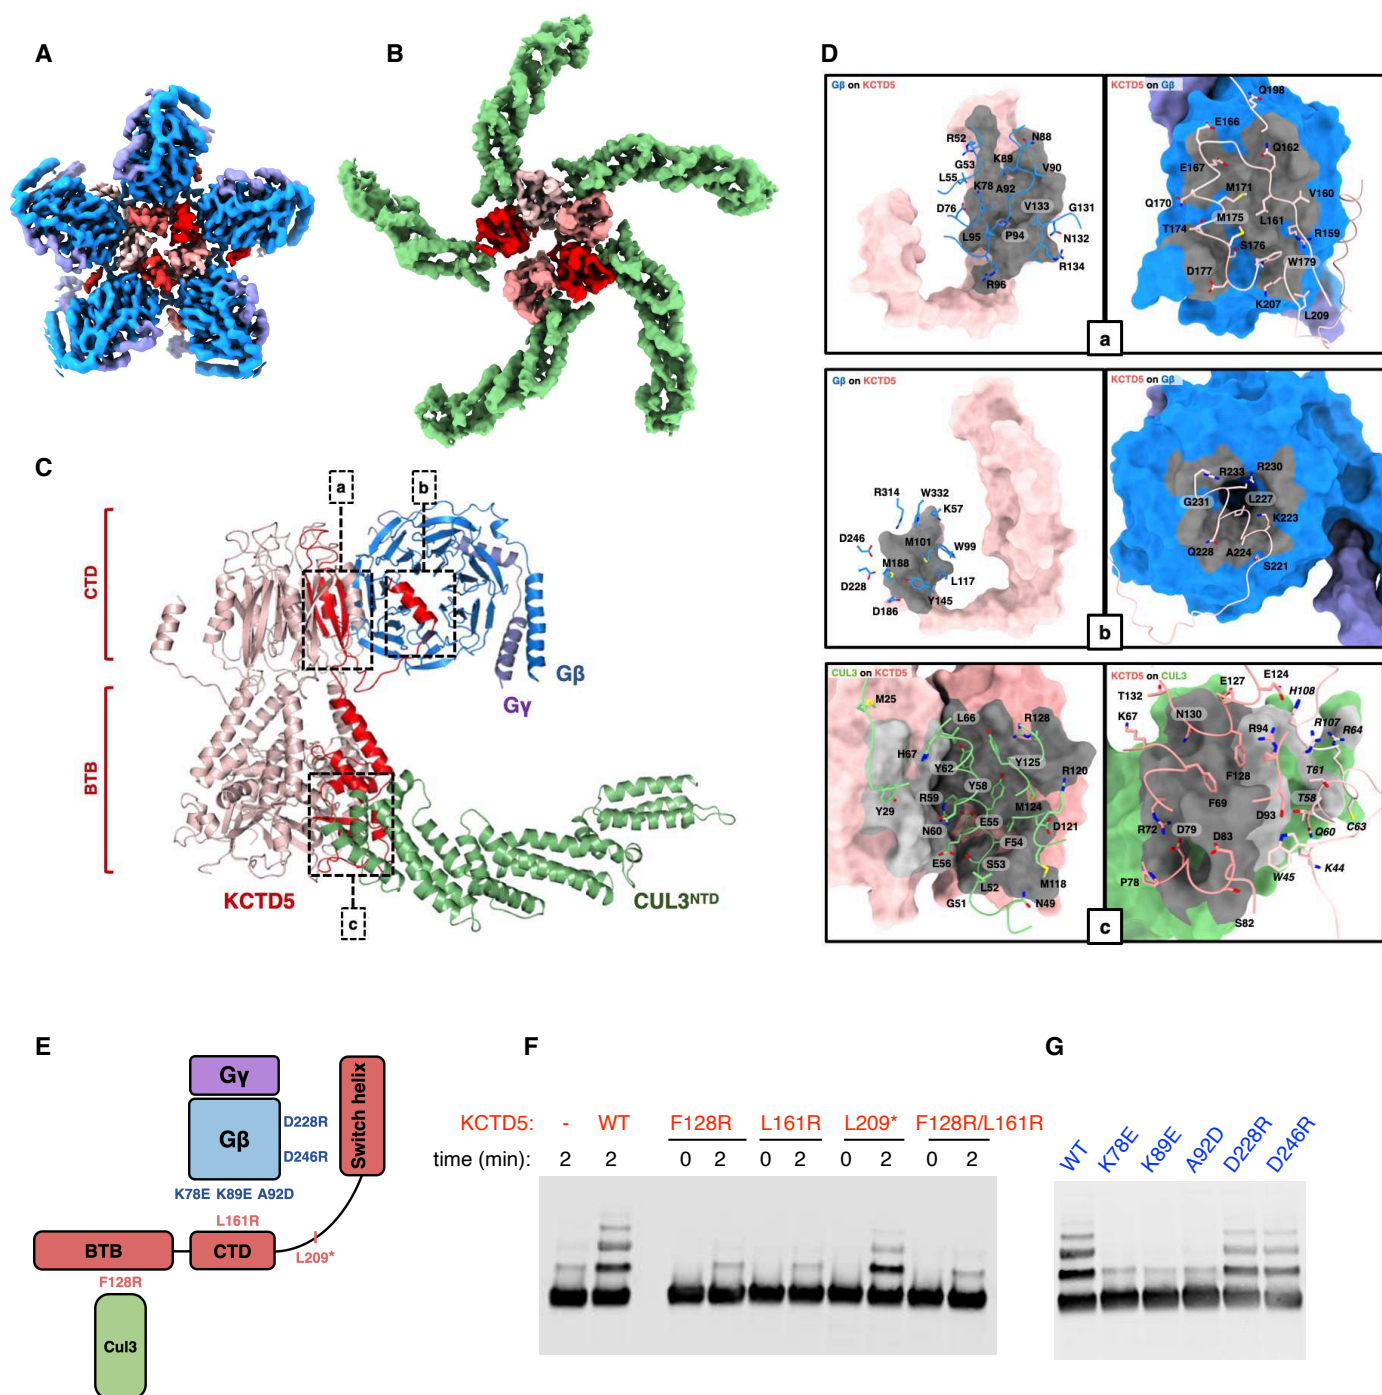 A
B
C
CTD
BTB
a
b
c
Gβ
Gγ
KCTD5
CUL3NTD
D
Gβ on KCTD5
R52
N88
G53
K89
V90
L55
K78
A92
D76
V133
G131
L95
P94
N132
R134
R96
KCTD5 on Gβ
Q198
E166
Q162
E167
M171
V160
Q170
M175
L161
T174
R159
S176
W179
D177
K207
L209
a
Gβ on KCTD5
R314
W332
K57
D246
M101
W99
M188
D228
L117
Y145
D186
KCTD5 on Gβ
R233
R230
G231
L227
K223
Q228
A224
S221
b
CUL3 on KCTD5
M25
L66
R128
H67
Y62
Y125
Y58
R120
R59
M124
Y29
N60
E55
D121
F54
E56
S53
L52
M118
G51
N49
KCTD5 on CUL3
E124
E127
T132
H108
K67
N130
R94
R107
R64
T61
F128
F69
T58
D93
R72
D79
D83
Q60
C63
P78
W45
K44
S82
c
E
Gγ
Gβ
D228R
D246R
K78E K89E A92D
Switch helix
L161R
BTB
CTD
L209*
F128R
Cul3
F
KCTD5: - WT F128R L161R L209* F128R/L161R
time (min): 2 2 0 2 0 2 0 2 0 2
G
WT K78E K89E A92D D228R D246R